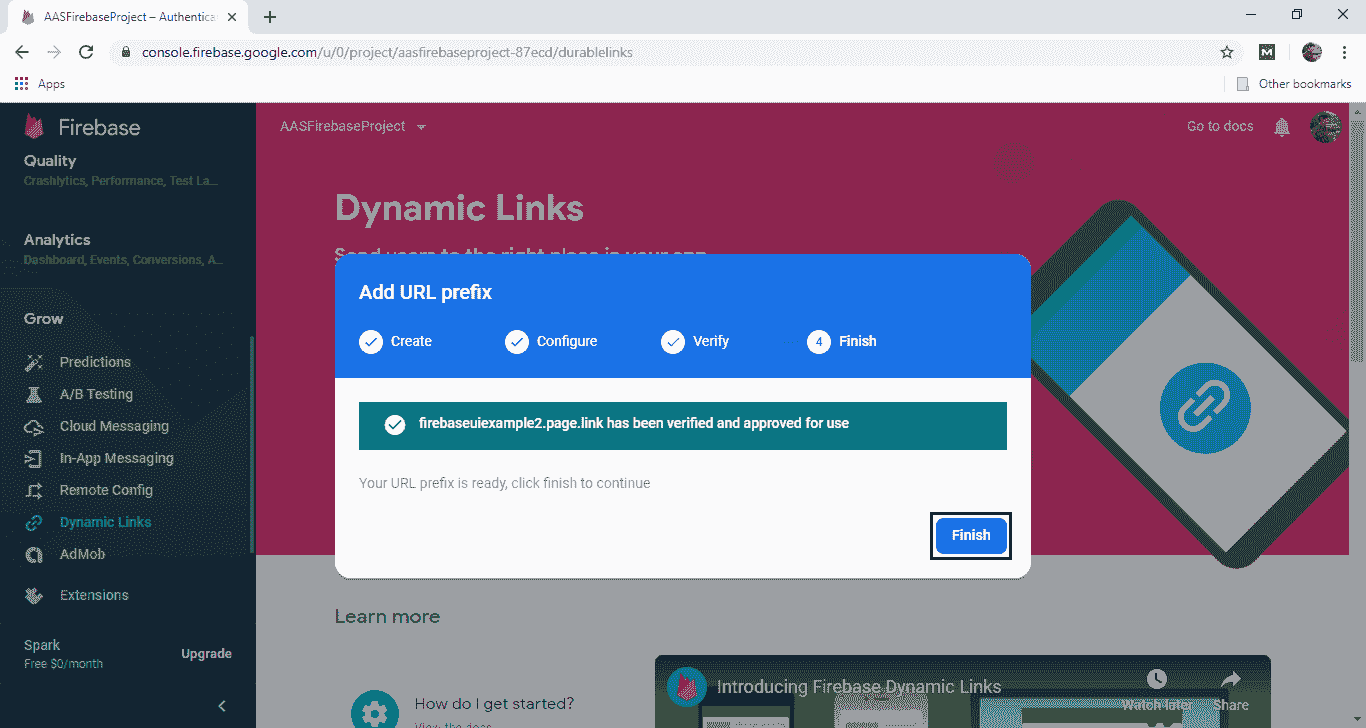 AASFirebaseProject – Authentica
console.firebase.google.com/u/0/project/aasfirebaseproject-87ecd/durablelinks
M
Apps
Other bookmarks
Firebase
Quality
Crashlytics, Performance, Test La...
Analytics
Dashboard, Events, Conversions, A...
Grow
Predictions
A/B Testing
Cloud Messaging
In-App Messaging
Remote Config
Dynamic Links
AdMob
Extensions
Spark
Free $0/month
Upgrade
AASFirebaseProject
Go to docs
Dynamic Links
Send users to the right place in your app
Add URL prefix
Create
Configure
Verify
4 Finish
firebaseuiexample2.page.link has been verified and approved for use
Your URL prefix is ready, click finish to continue
Finish
Learn more
How do I get started?
View the docs
Introducing Firebase Dynamic Links
Watch later
Share